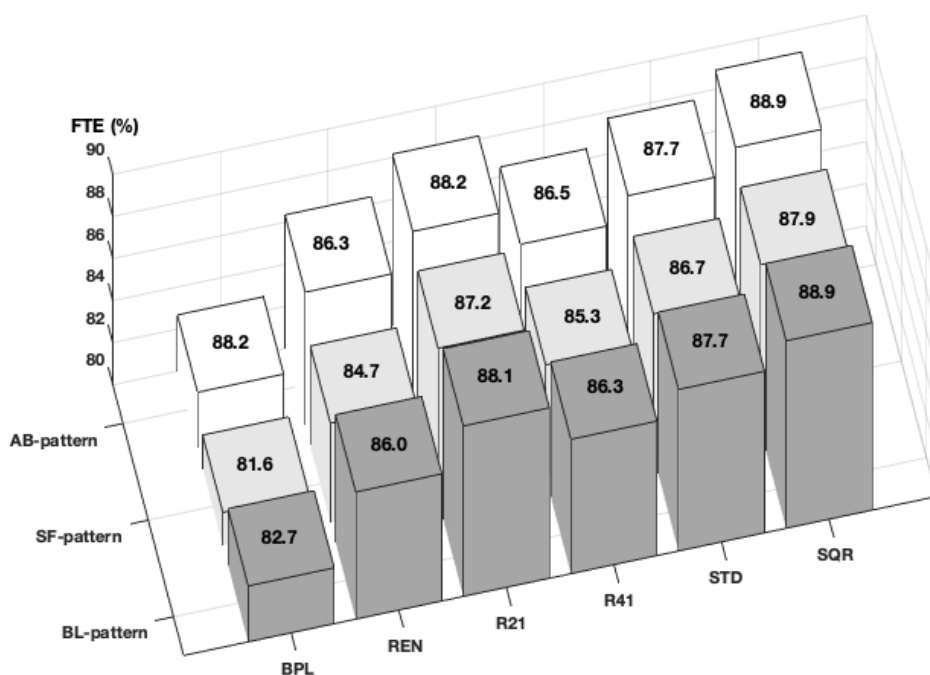 FTE (%)
90
88
86
84
82
80
AB-pattern
SF-pattern
BL-pattern
88.2
86.3
88.2
86.5
87.7
88.9
81.6
84.7
87.2
85.3
86.7
87.9
82.7
86.0
88.1
86.3
87.7
88.9
BPL
REN
R21
R41
STD
SQR